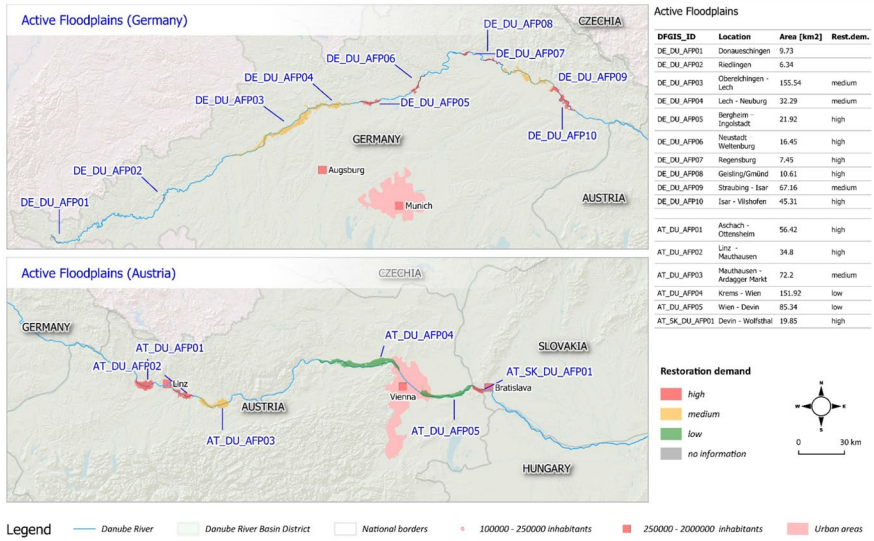 Active Floodplains (Germany)
CZECHIA
DE_DU_AFP08
DE_DU_AFP07
DE_DU_AFP06
DE_DU_AFP04
DE_DU_AFP09
DE_DU_AFP03
DE_DU_AFP05
DE_DU_AFP10
GERMANY
DE_DU_AFP02
Augsburg
DE_DU_AFP01
Munich
AUSTRIA
Active Floodplains (Austria)
CZECHIA
GERMANY
AT_DU_AFP04
AT_DU_AFP01
SLOVAKIA
AT_DU_AFP02
AT_SK_DU_AFP01
Linz
Bratislava
Vienna
AUSTRIA
AT_DU_AFP03
AT_DU_AFP05
HUNGARY
Active Floodplains
DFGIS_ID Location Area [km2] Rest.dem.
DE_DU_AFP01 Donaueschingen 9.73
DE_DU_AFP02 Riedlingen 6.34
DE_DU_AFP03 Oberelchingen - Lech 155.54 medium
DE_DU_AFP04 Lech - Neuburg 32.29 medium
DE_DU_AFP05 Bergheim - Ingolstadt 21.92 high
DE_DU_AFP06 Neustadt - Weltenburg 16.45 high
DE_DU_AFP07 Regensburg 7.45 high
DE_DU_AFP08 Geisling/Gmünd 10.61 high
DE_DU_AFP09 Straubing - Isar 67.16 medium
DE_DU_AFP10 Isar - Vilshofen 45.31 high
AT_DU_AFP01 Aschach - Ottensheim 56.42 high
AT_DU_AFP02 Linz - Mauthausen 34.8 high
AT_DU_AFP03 Mauthausen - Ardagger Markt 72.2 medium
AT_DU_AFP04 Krems - Wien 151.92 low
AT_DU_AFP05 Wien - Devin 85.34 low
AT_SK_DU_AFP01 Devin - Wolfsthal 19.85 high
Restoration demand
high
medium
low
no information
N
W E
S
0 30 km
Legend Danube River Danube River Basin District National borders 100000 - 250000 inhabitants 250000 - 2000000 inhabitants Urban areas